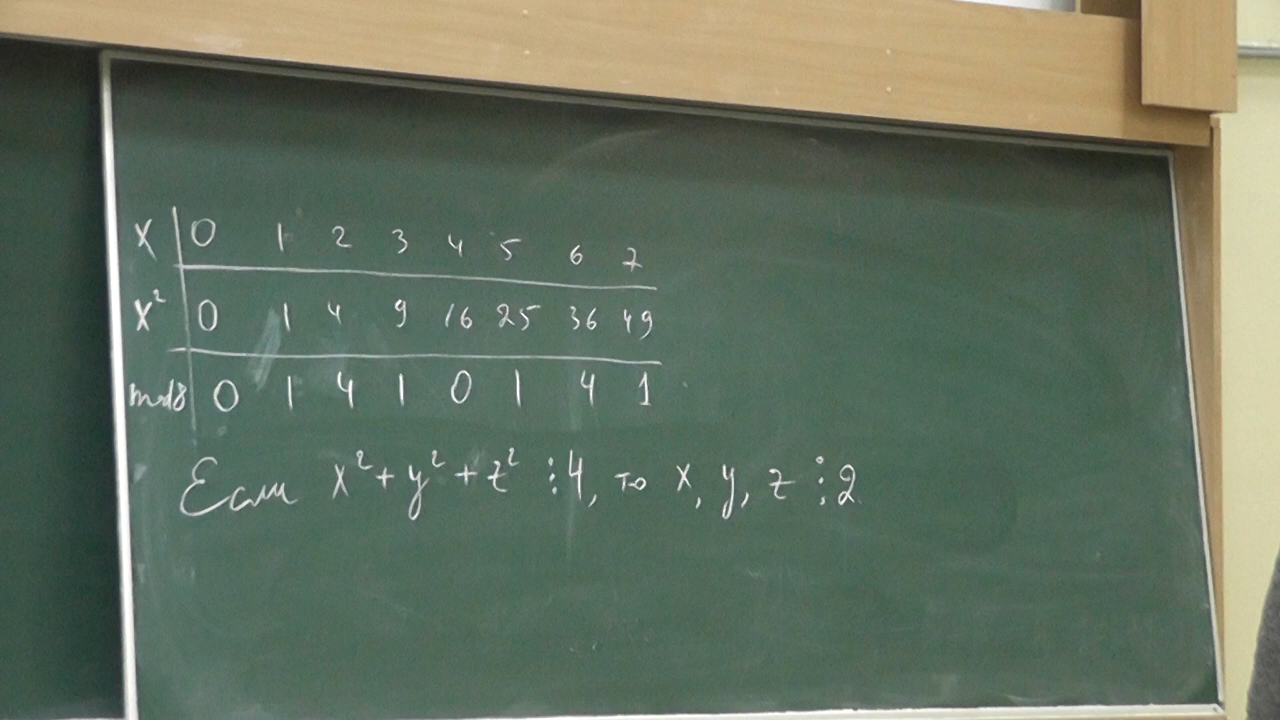 x 0 1 2 3 4 5 6 7
x² 0 1 4 9 16 25 36 49
mod8 0 1 4 1 0 1 4 1
Если x² + y² + z² ⋮ 4, то x, y, z ⋮ 2